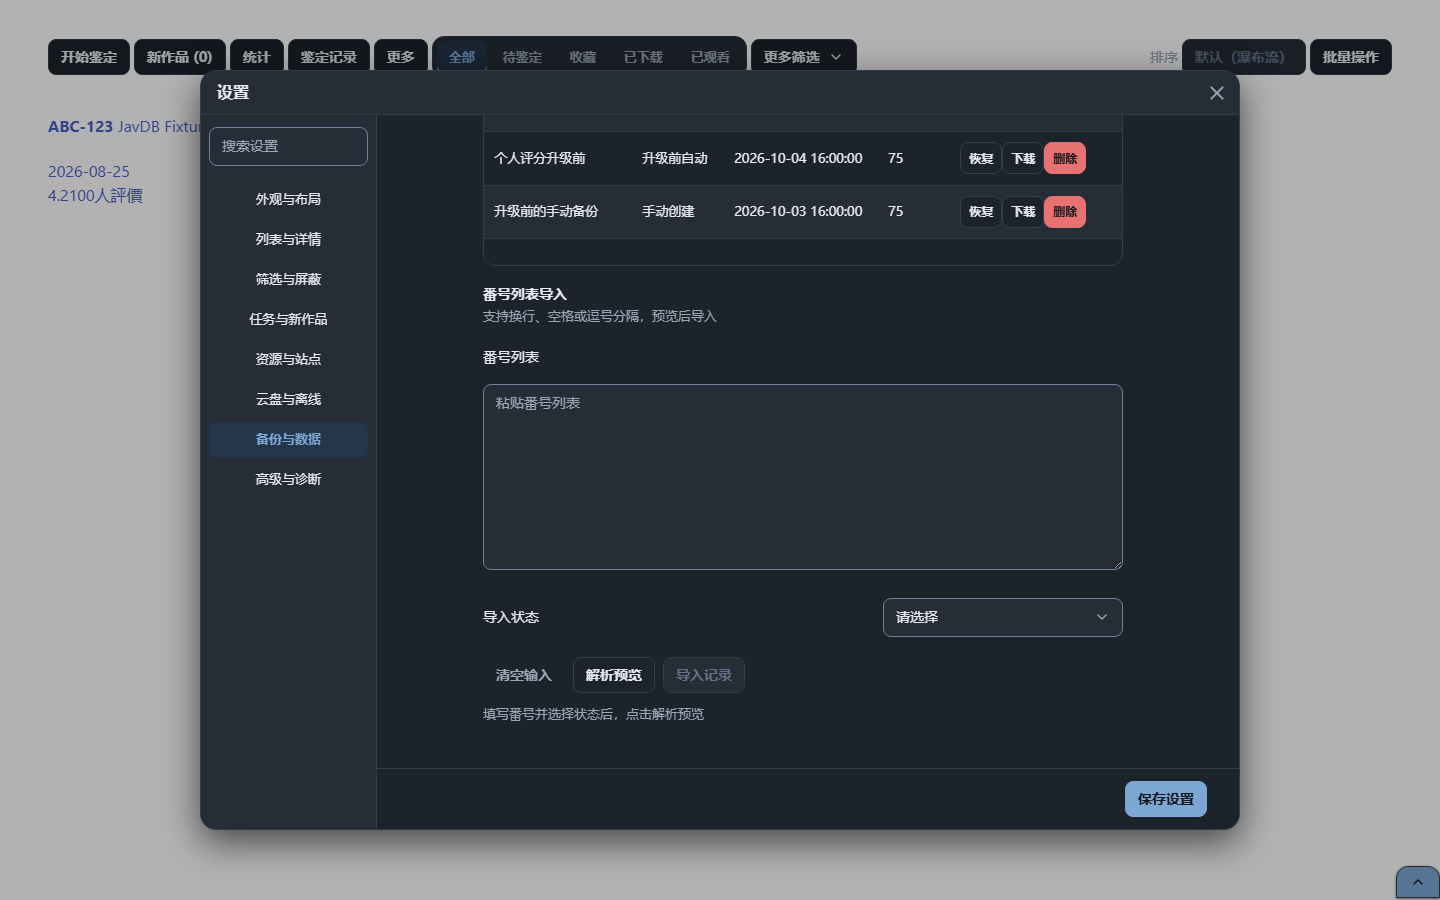 开始鉴定 新作品 (0) 统计 鉴定记录 更多 全部 待鉴定 收藏 已下载 已观看 更多筛选 排序 默认（瀑布流） 批量操作
ABC-123 JavDB Fixtu
2026-08-25
4.2100人評價
设置
搜索设置
外观与布局
列表与详情
筛选与屏蔽
任务与新作品
资源与站点
云盘与离线
备份与数据
高级与诊断
个人评分升级前 升级前自动 2026-10-04 16:00:00 75 恢复 下载 删除
升级前的手动备份 手动创建 2026-10-03 16:00:00 75 恢复 下载 删除
番号列表导入
支持换行、空格或逗号分隔，预览后导入
番号列表
粘贴番号列表
导入状态 请选择
清空输入 解析预览 导入记录
填写番号并选择状态后，点击解析预览
保存设置